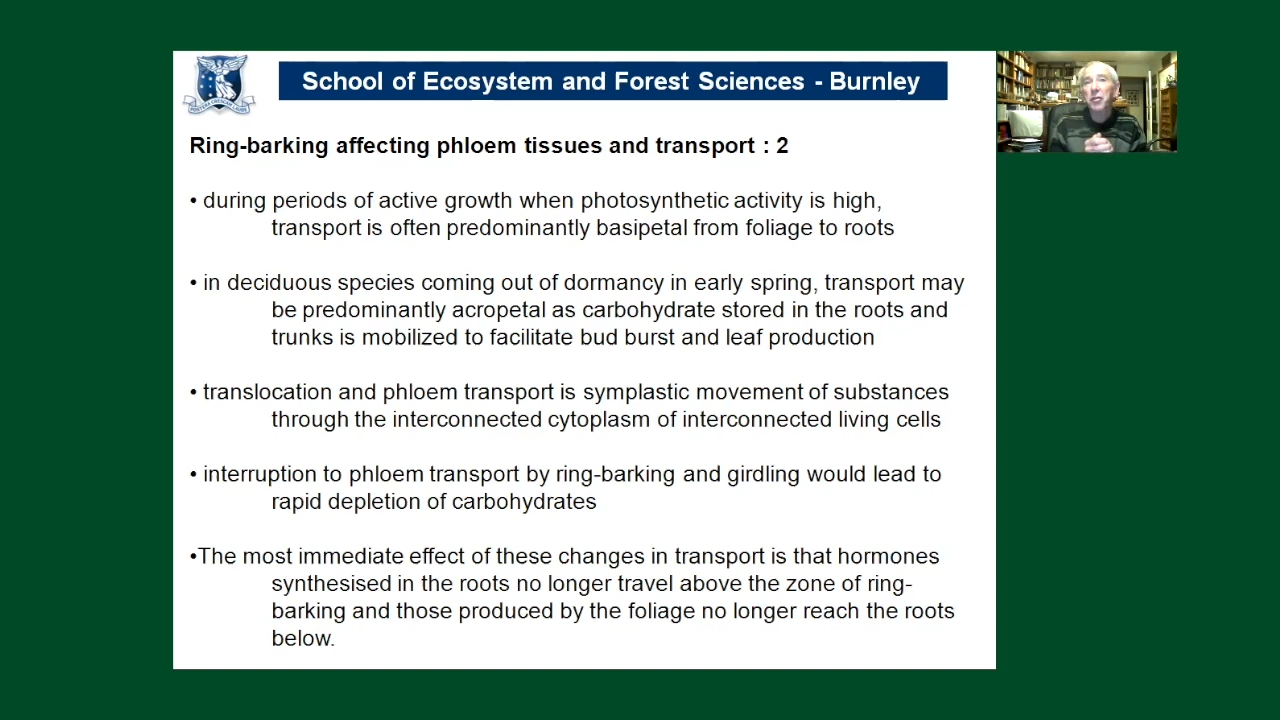 School of Ecosystem and Forest Sciences - Burnley
Ring-barking affecting phloem tissues and transport : 2
• during periods of active growth when photosynthetic activity is high,
transport is often predominantly basipetal from foliage to roots
• in deciduous species coming out of dormancy in early spring, transport may
be predominantly acropetal as carbohydrate stored in the roots and
trunks is mobilized to facilitate bud burst and leaf production
• translocation and phloem transport is symplastic movement of substances
through the interconnected cytoplasm of interconnected living cells
• interruption to phloem transport by ring-barking and girdling would lead to
rapid depletion of carbohydrates
•The most immediate effect of these changes in transport is that hormones
synthesised in the roots no longer travel above the zone of ring-
barking and those produced by the foliage no longer reach the roots
below.